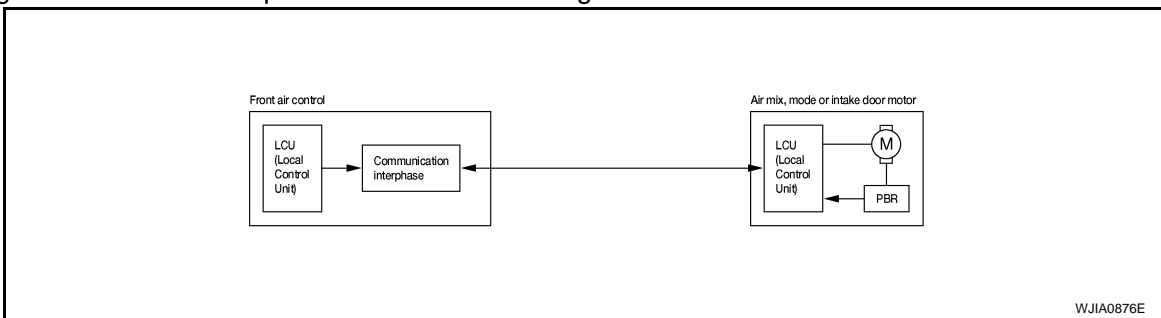 Front air control
LCU
(Local
Control
Unit)
Communication
interphase
Air mix, mode or intake door motor
LCU
(Local
Control
Unit)
M
PBR
WJIA0876E